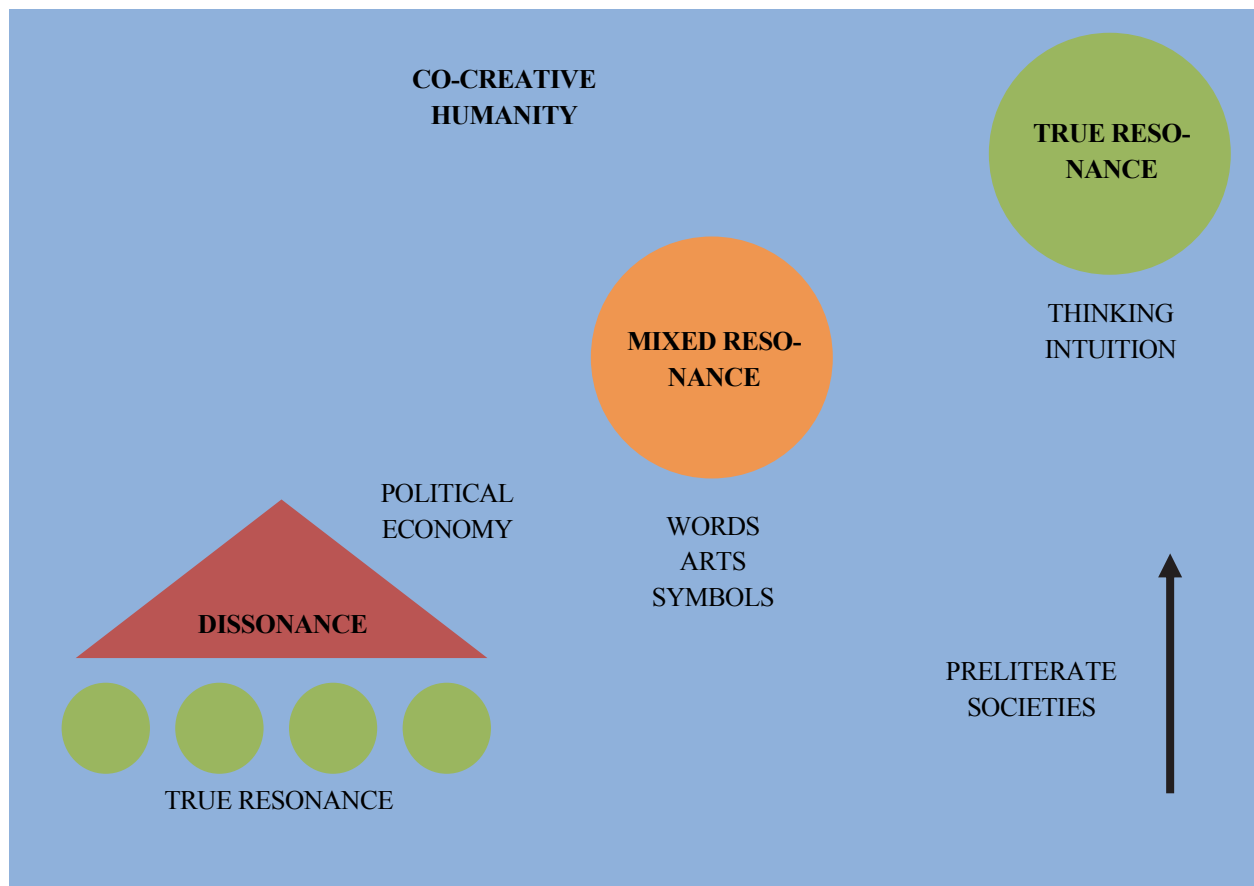 CO-CREATIVE
HUMANITY
TRUE RESO-
NANCE
THINKING
INTUITION
MIXED RESO-
NANCE
POLITICAL
ECONOMY
WORDS
ARTS
SYMBOLS
DISSONANCE
PRELITERATE
SOCIETIES
TRUE RESONANCE